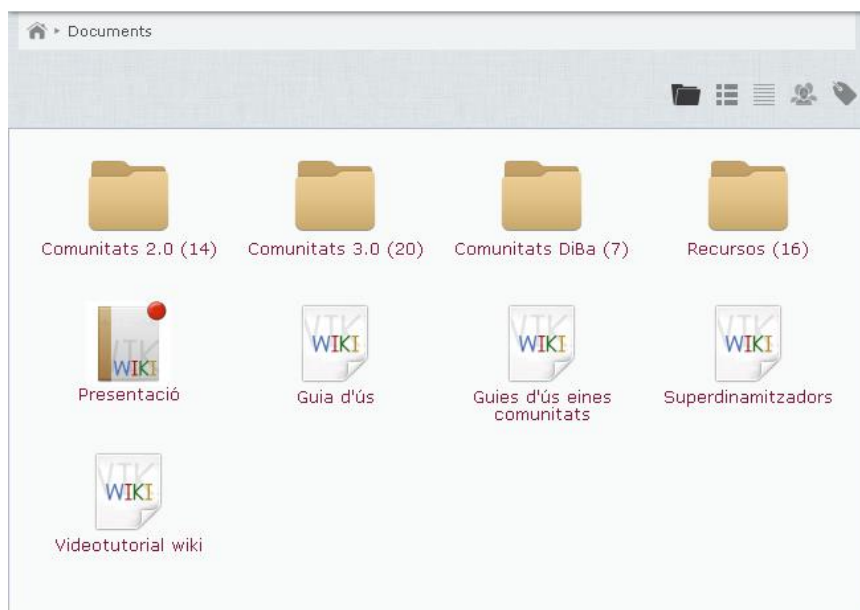 Documents
Comunitats 2.0 (14)
Comunitats 3.0 (20)
Comunitats DiBa (7)
Recursos (16)
WIKI
Presentació
WIKI
Guia d'ús
WIKI
Guies d'ús eines
comunitats
WIKI
Superdinamitzadors
WIKI
Videotutorial wiki